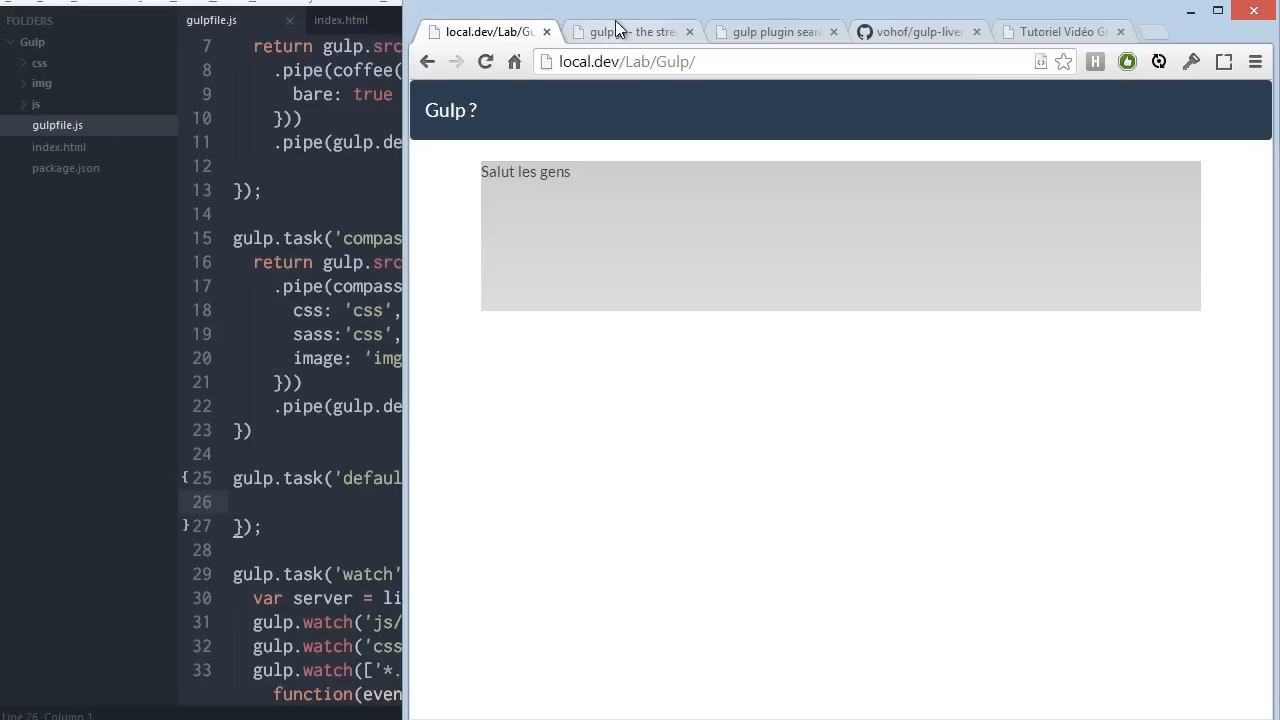 FOLDERS
Gulp
css
img
js
gulpfile.js
index.html
package.json
gulpfile.js
index.html
7 return gulp.src
8 .pipe(coffee(
9 bare: true
10 }))
11 .pipe(gulp.de
12
13 });
14
15 gulp.task('compas
16 return gulp.src
17 .pipe(compass
18 css: 'css',
19 sass:'css',
20 image: 'img
21 }))
22 .pipe(gulp.de
23 })
24
25 gulp.task('defaul
26
27 });
28
29 gulp.task('watch'
30 var server = li
31 gulp.watch('js/
32 gulp.watch('css
33 gulp.watch(['*.
function(even
Line 26, Column 1
local.dev/Lab/Gu
the stre
gulp plugin sear
vohof/gulp-liver
Tutoriel Vidéo G
local.dev/Lab/Gulp/
Gulp ?
Salut les gens